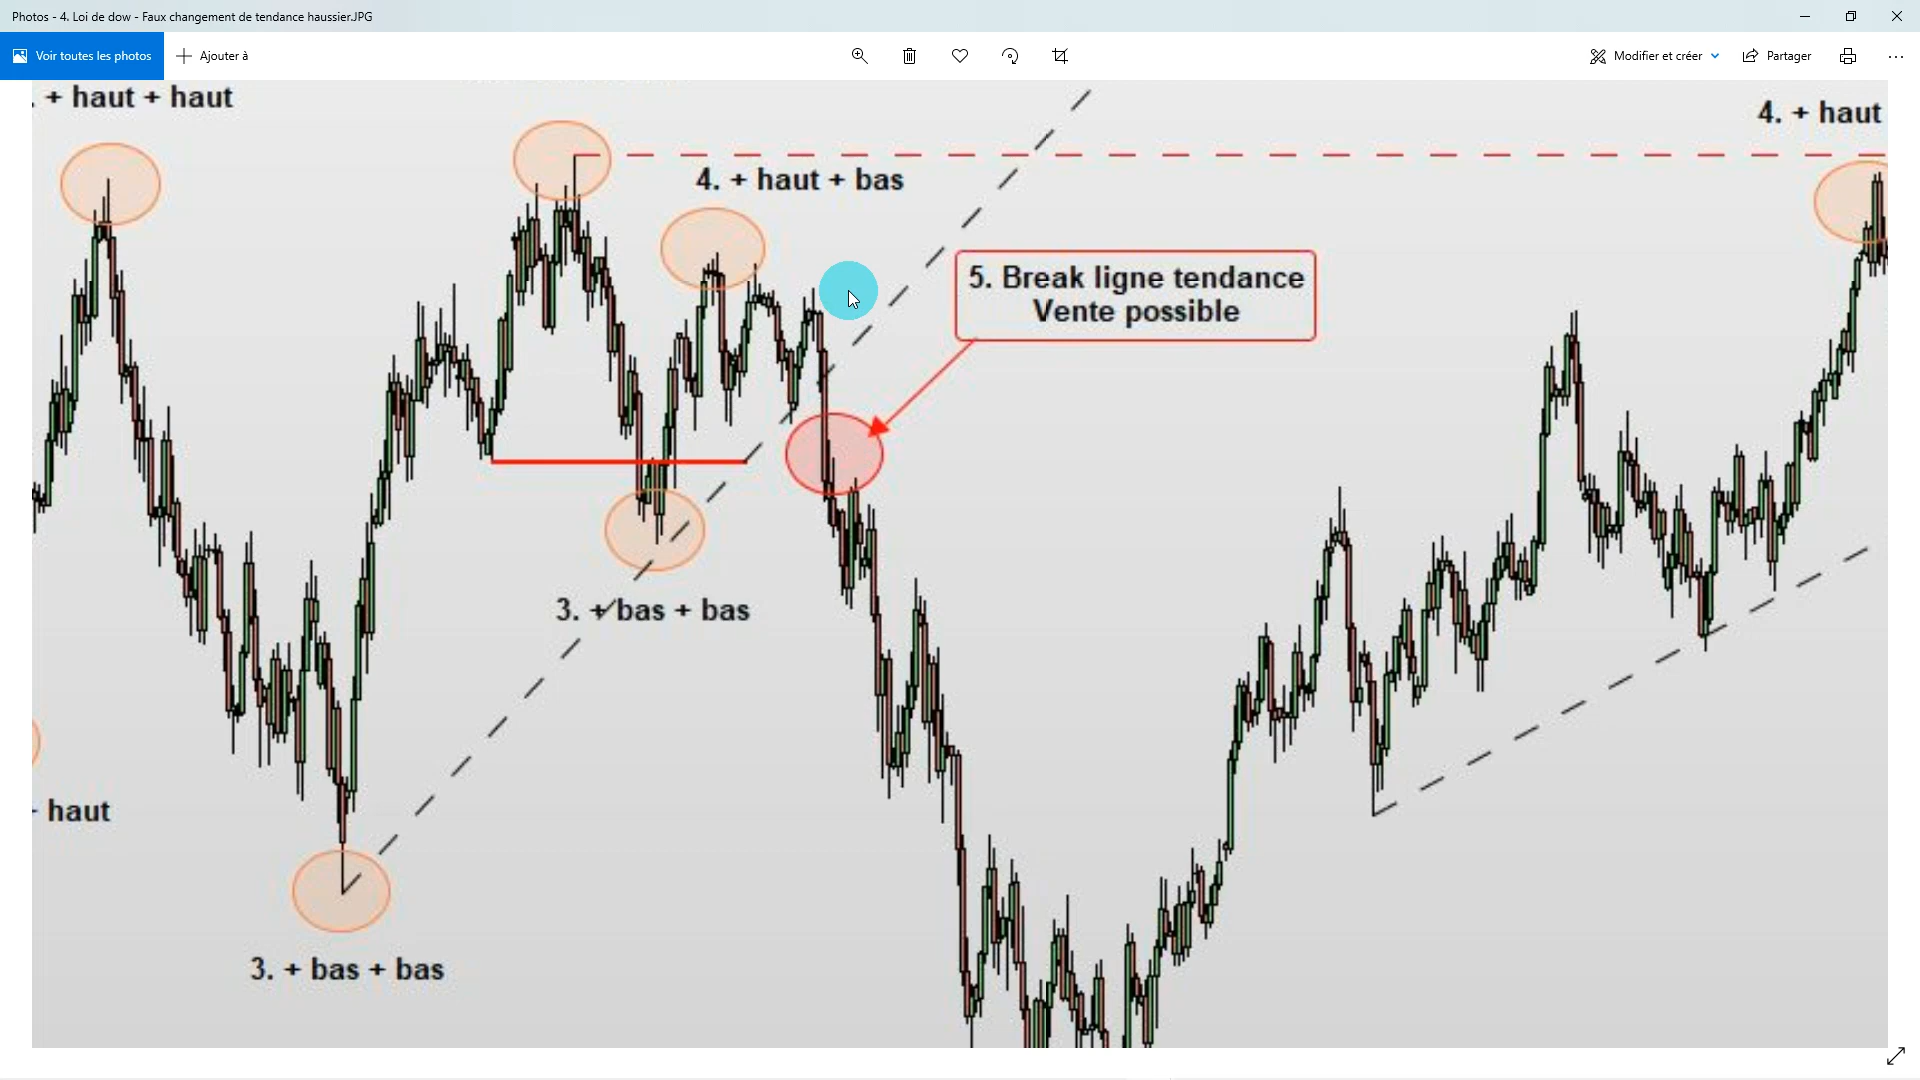 Photos - 4. Loi de dow - Faux changement de tendance haussier.JPG
Voir toutes les photos
Ajouter à
Modifier et créer
Partager
. + haut + haut
4. + haut
4. + haut + bas
5. Break ligne tendance
Vente possible
3. + bas + bas
haut
3. + bas + bas